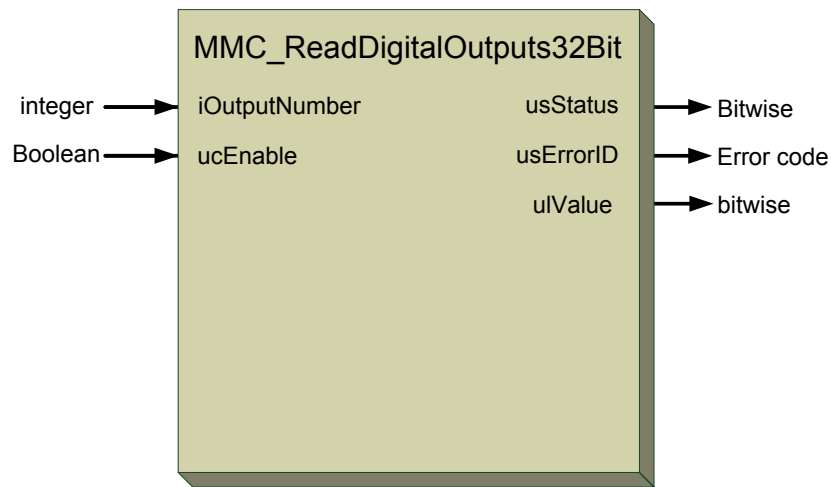 MMC_ReadDigitalOutputs32Bit
integer iOutputNumber usStatus Bitwise
Boolean ucEnable usErrorID Error code
ulValue bitwise